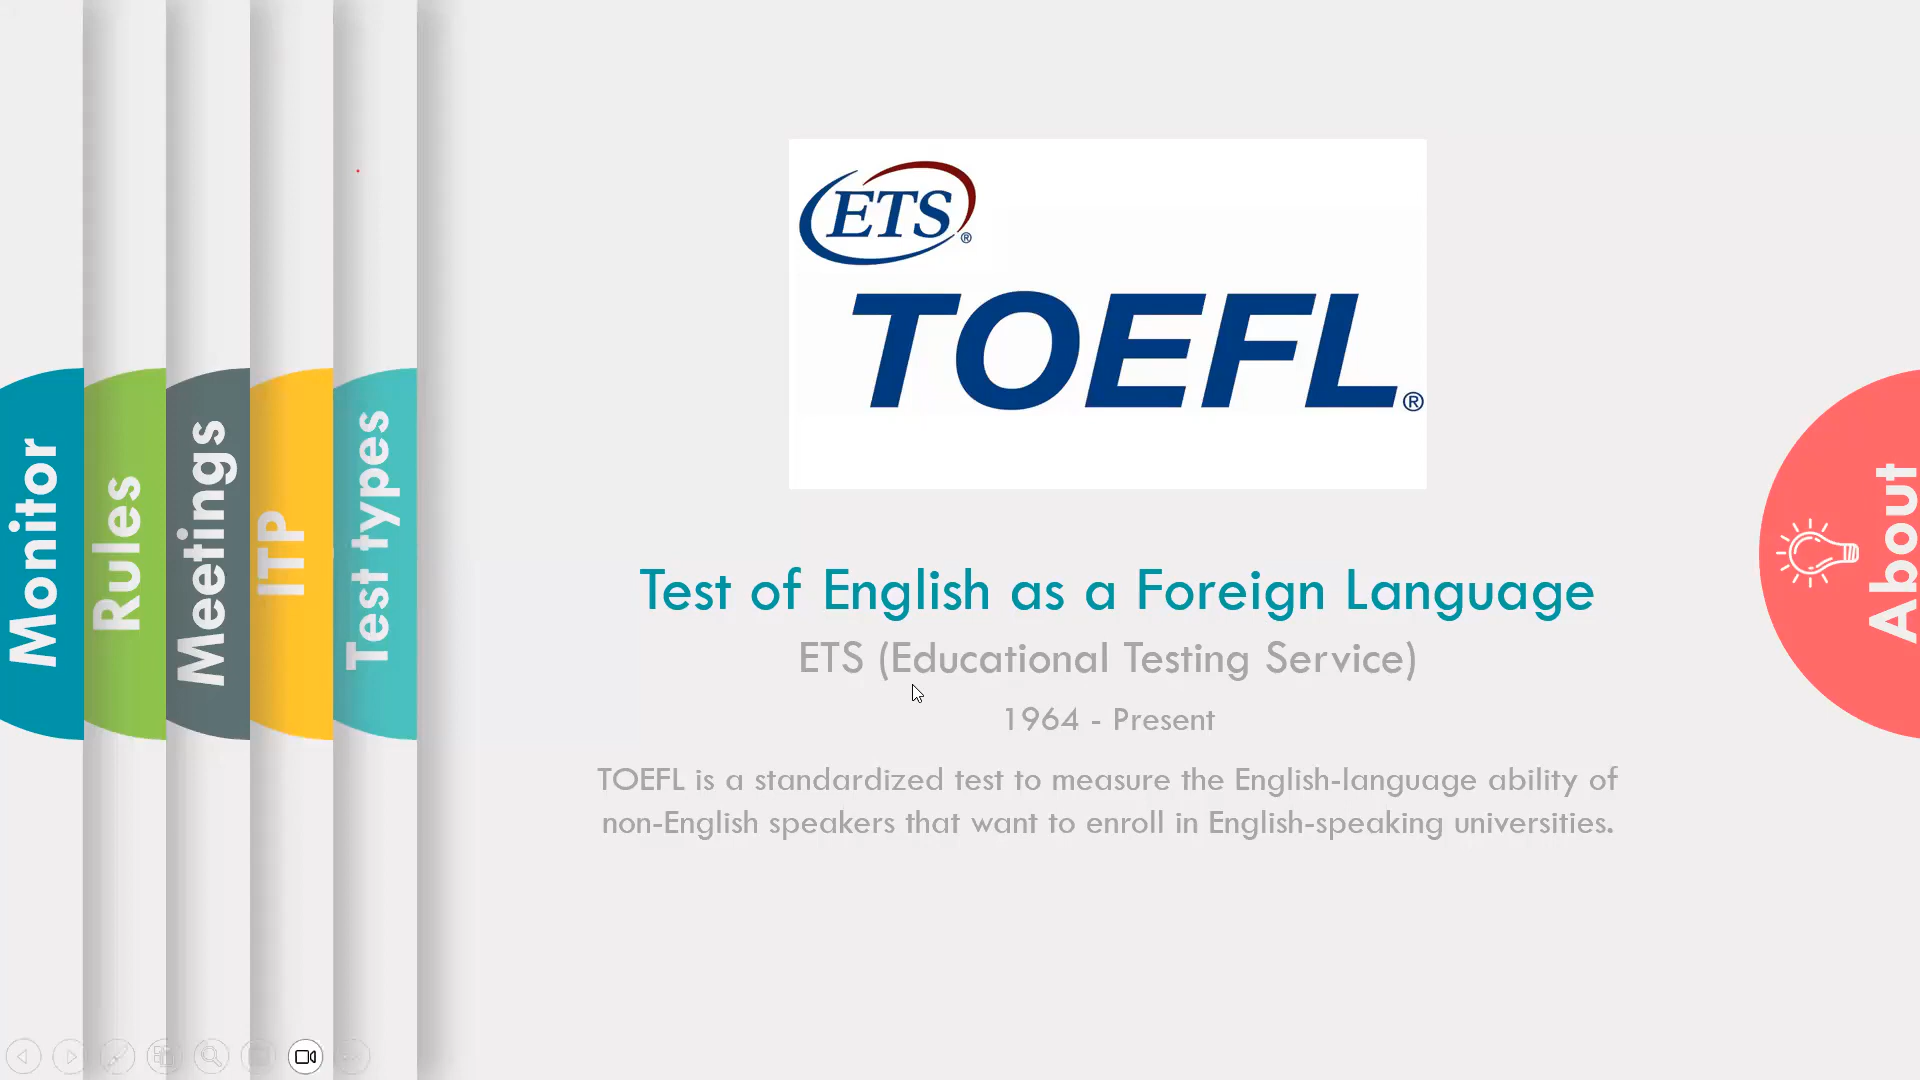 Monitor
Rules
Meetings
ITP
Test types
ETS®
TOEFL®
Test of English as a Foreign Language
ETS (Educational Testing Service)
1964 - Present
TOEFL is a standardized test to measure the English-language ability of
non-English speakers that want to enroll in English-speaking universities.
About